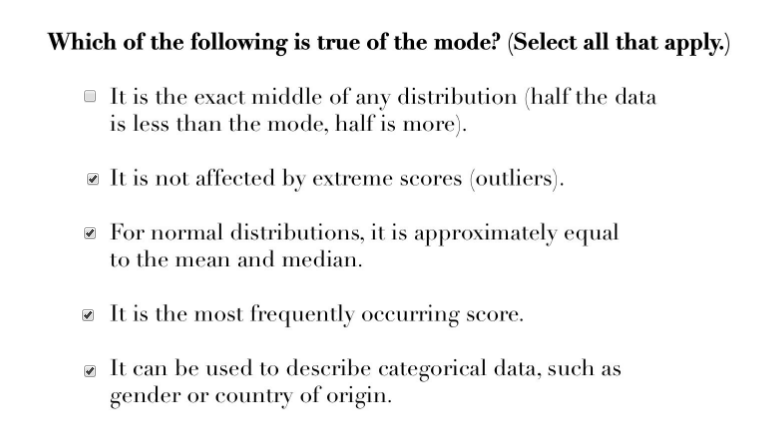 Which of the following is true of the mode? (Select all that apply.)
It is the exact middle of any distribution (half the data
is less than the mode, half is more).
It is not affected by extreme scores (outliers).
For normal distributions, it is approximately equal
to the mean and median.
It is the most frequently occurring score.
It can be used to describe categorical data, such as
gender or country of origin.